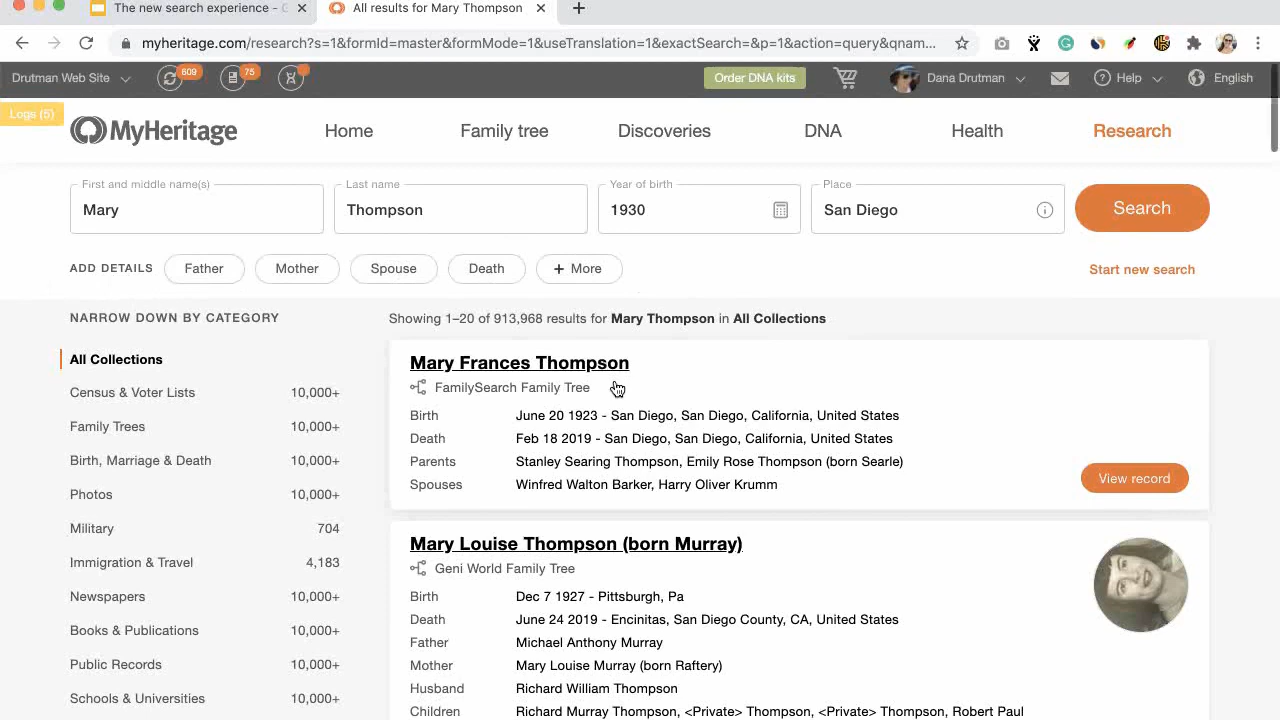 The new search experience - G
All results for Mary Thompson
myheritage.com/research?s=1&formId=master&formMode=1&useTranslation=1&exactSearch=&p=1&action=query&qnam...
Drutman Web Site
609
75
Order DNA kits
Dana Drutman
Help
English
Logs (5)
MyHeritage
Home
Family tree
Discoveries
DNA
Health
Research
First and middle name(s)
Last name
Year of birth
Place
Mary
Thompson
1930
San Diego
Search
ADD DETAILS
Father
Mother
Spouse
Death
+ More
Start new search
NARROW DOWN BY CATEGORY
All Collections
Census & Voter Lists 10,000+
Family Trees 10,000+
Birth, Marriage & Death 10,000+
Photos 10,000+
Military 704
Immigration & Travel 4,183
Newspapers 10,000+
Books & Publications 10,000+
Public Records 10,000+
Schools & Universities 10,000+
Showing 1–20 of 913,968 results for Mary Thompson in All Collections
Mary Frances Thompson
FamilySearch Family Tree
Birth June 20 1923 - San Diego, San Diego, California, United States
Death Feb 18 2019 - San Diego, San Diego, California, United States
Parents Stanley Searing Thompson, Emily Rose Thompson (born Searle)
Spouses Winfred Walton Barker, Harry Oliver Krumm
View record
Mary Louise Thompson (born Murray)
Geni World Family Tree
Birth Dec 7 1927 - Pittsburgh, Pa
Death June 24 2019 - Encinitas, San Diego County, CA, United States
Father Michael Anthony Murray
Mother Mary Louise Murray (born Raftery)
Husband Richard William Thompson
Children Richard Murray Thompson, <Private> Thompson, <Private> Thompson, Robert Paul